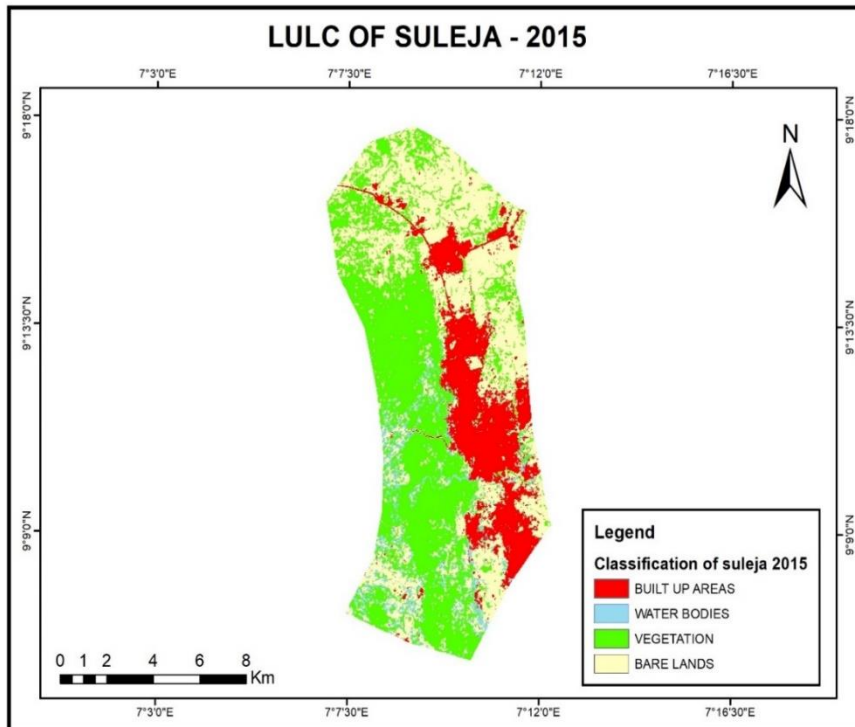 LULC OF SULEJA - 2015
7°3'0"E 7°7'30"E 7°12'0"E 7°16'30"E
9°18'0"N 9°18'0"N
N
9°13'30"N 9°13'30"N
9°9'0"N 9°9'0"N
Legend
Classification of suleja 2015
BUILT UP AREAS
WATER BODIES
VEGETATION
BARE LANDS
0 1 2 4 6 8
Km
7°3'0"E 7°7'30"E 7°12'0"E 7°16'30"E